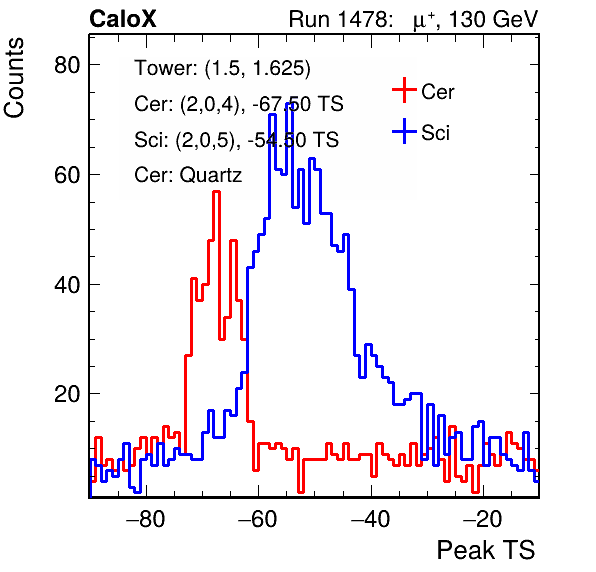 CaloX Run 1478: μ⁺, 130 GeV
Counts
80
60
40
20
Tower: (1.5, 1.625)
Cer: (2,0,4), -67.50 TS
Sci: (2,0,5), -54.50 TS
Cer: Quartz
Cer
Sci
−80 −60 −40 −20
Peak TS